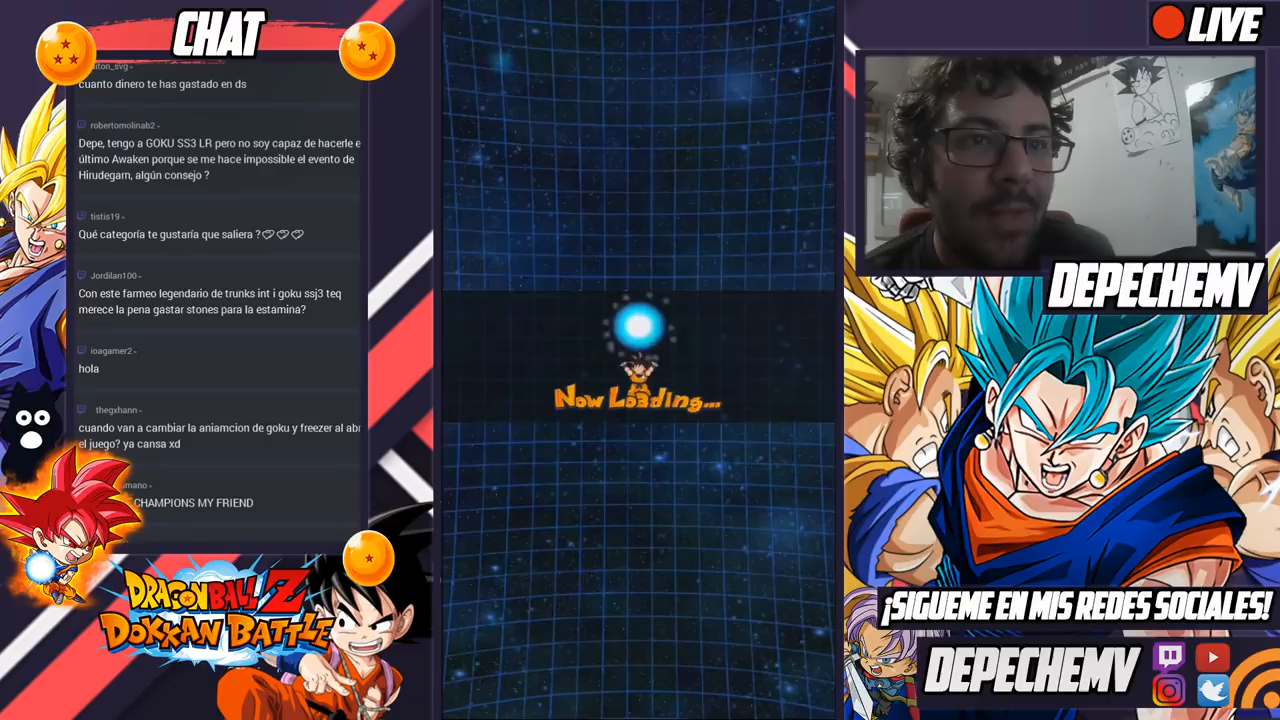 CHAT
cuanto dinero te has gastado en ds
robertomolinab2 -
Depe, tengo a GOKU SS3 LR pero no soy capaz de hacerle e
último Awaken porque se me hace imposible el evento de
Hirudegarn, algún consejo ?
tistis19 -
Qué categoría te gustaría que saliera ?
Jordilan100 -
Con este farmeo legendario de trunks int i goku ssj3 teq
merece la pena gastar stones para la estamina?
ioagamer2 -
hola
thegxhann -
cuando van a cambiar la aniamcion de goku y freezer al abr
el juego? ya cansa xd
CHAMPIONS MY FRIEND
DRAGON BALL Z
DOKKAN BATTLE
Now Loading...
LIVE
DEPECHEMV
¡SIGUEME EN MIS REDES SOCIALES!
DEPECHEMV